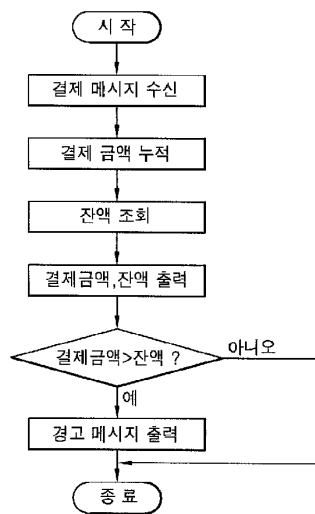 시 작
결제 메시지 수신
결제 금액 누적
잔액 조회
결제금액,잔액 출력
결제금액>잔액 ?
아니오
예
경고 메시지 출력
종 료